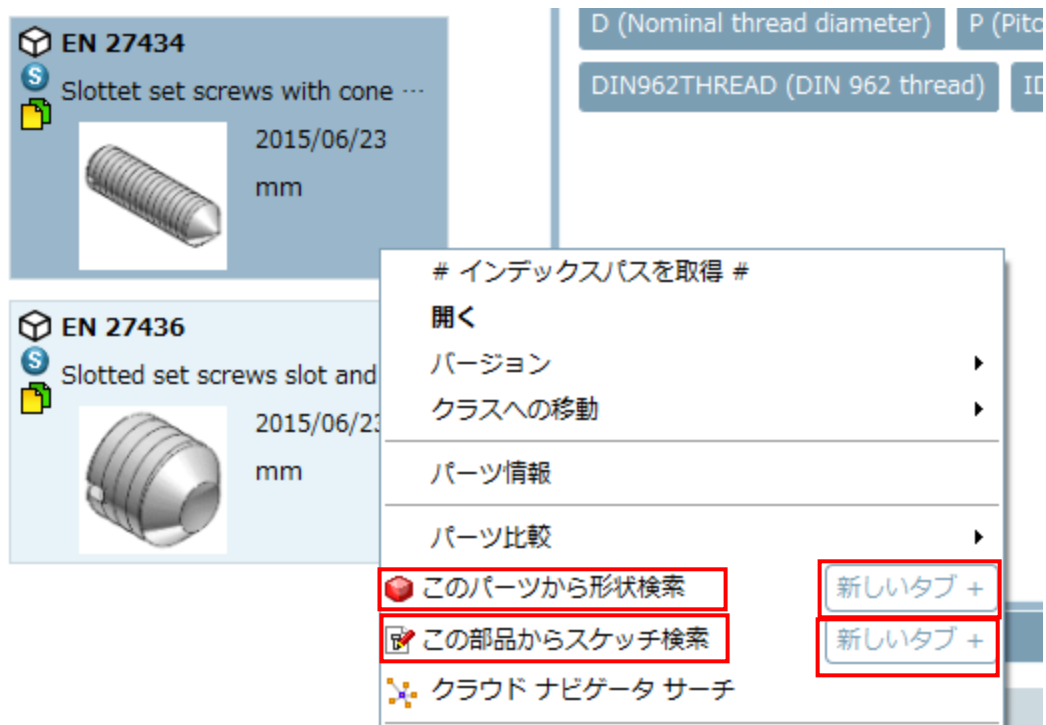 EN 27434
Slottet set screws with cone …
2015/06/23
mm
EN 27436
Slotted set screws slot and
2015/06/23
mm
D (Nominal thread diameter)
DIN962THREAD (DIN 962 thread)
# インデックスパスを取得 #
開く
バージョン
クラスへの移動
パーツ情報
パーツ比較
このパーツから形状検索 新しいタブ +
この部品からスケッチ検索 新しいタブ +
クラウド ナビゲータ サーチ